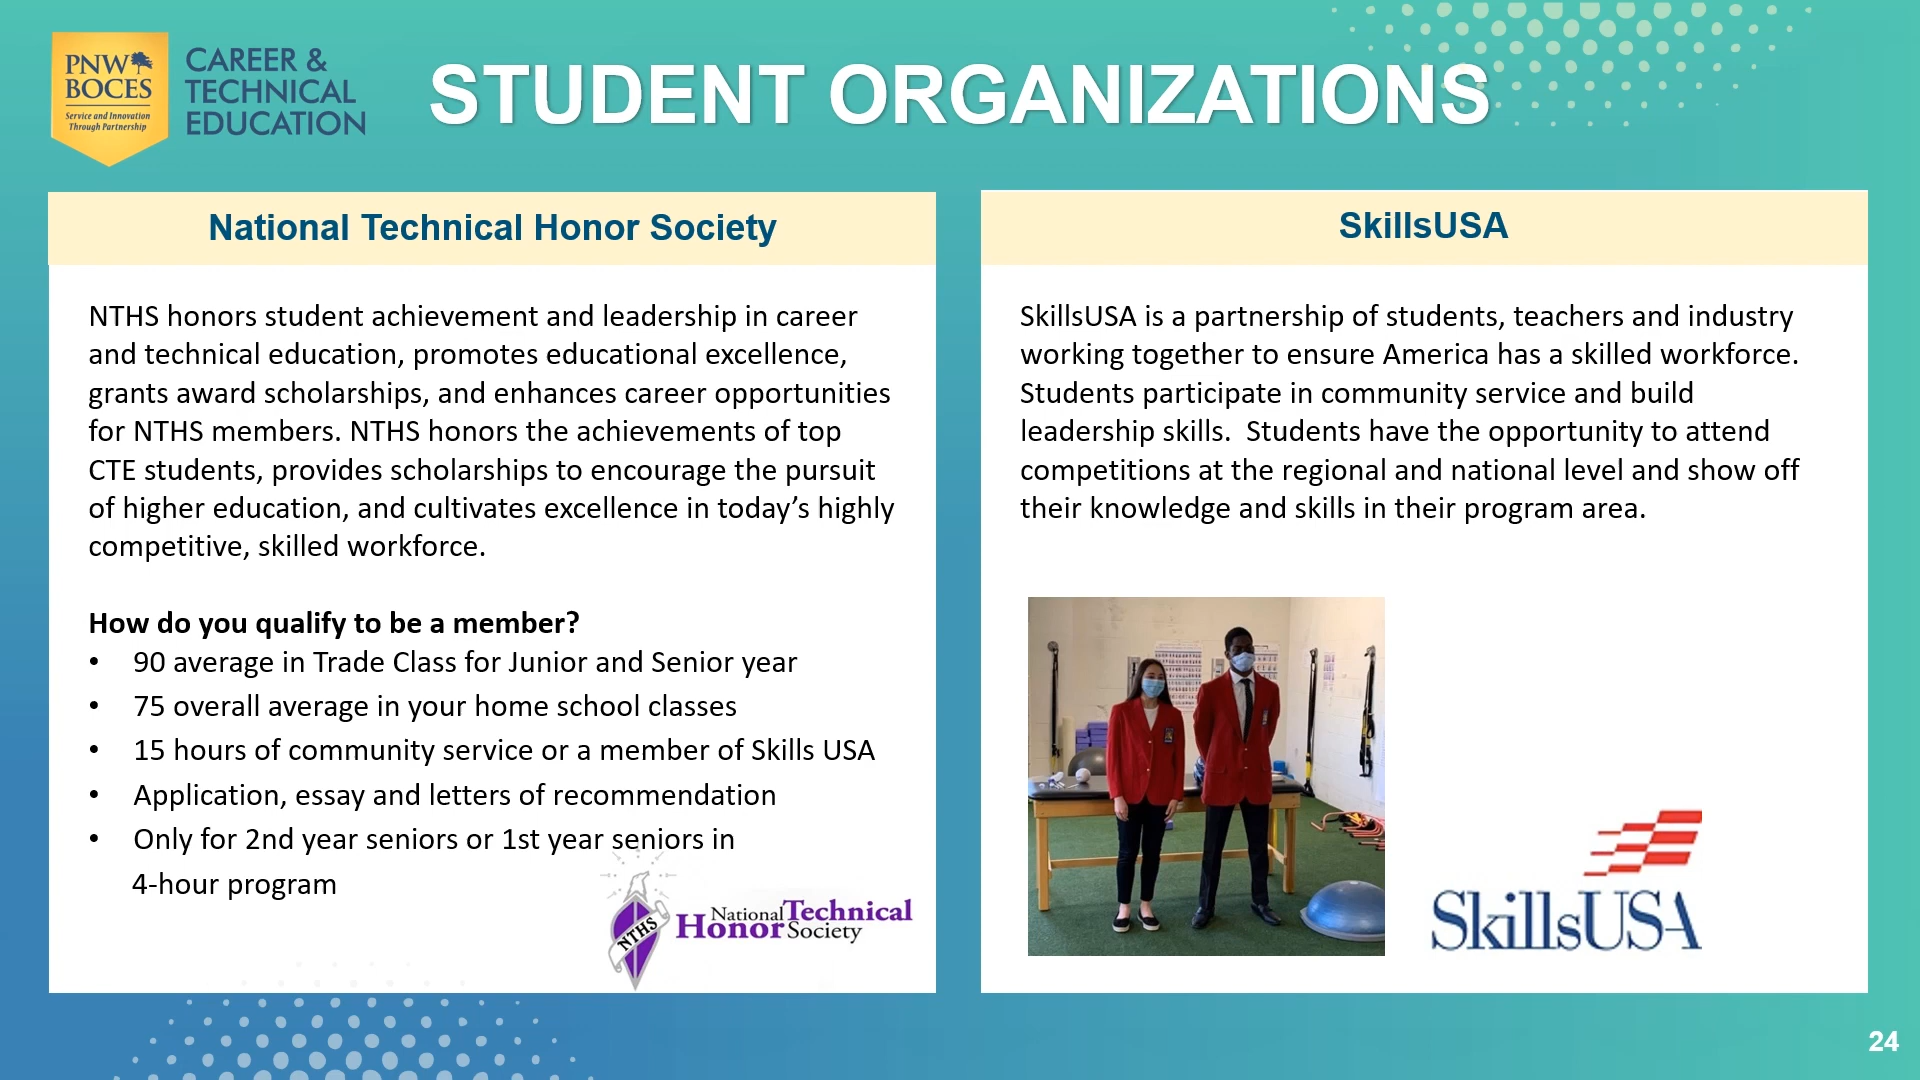 PNW
BOCES
Service and Innovation
Through Partnership
CAREER &
TECHNICAL
EDUCATION
STUDENT ORGANIZATIONS
National Technical Honor Society
NTHS honors student achievement and leadership in career
and technical education, promotes educational excellence,
grants award scholarships, and enhances career opportunities
for NTHS members. NTHS honors the achievements of top
CTE students, provides scholarships to encourage the pursuit
of higher education, and cultivates excellence in today’s highly
competitive, skilled workforce.
How do you qualify to be a member?
• 90 average in Trade Class for Junior and Senior year
• 75 overall average in your home school classes
• 15 hours of community service or a member of Skills USA
• Application, essay and letters of recommendation
• Only for 2nd year seniors or 1st year seniors in
4-hour program
NTHS
National Technical
Honor Society
SkillsUSA
SkillsUSA is a partnership of students, teachers and industry
working together to ensure America has a skilled workforce.
Students participate in community service and build
leadership skills.  Students have the opportunity to attend
competitions at the regional and national level and show off
their knowledge and skills in their program area.
SkillsUSA
24